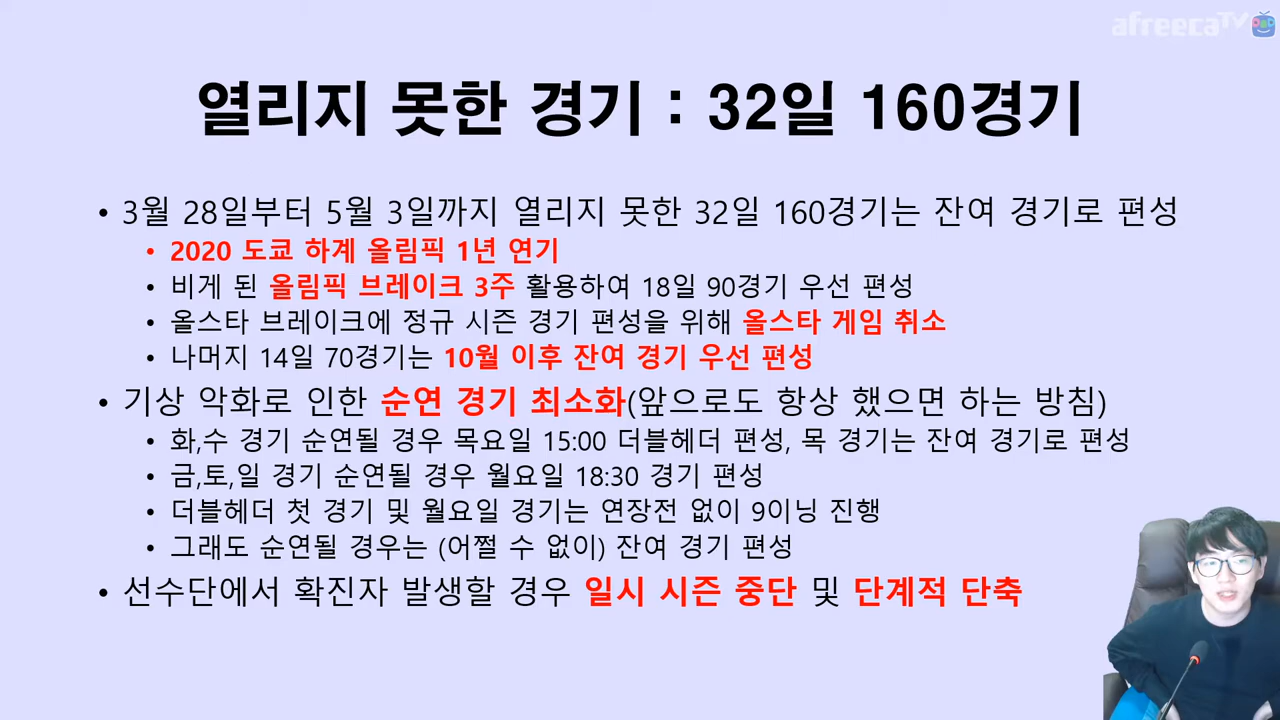 afreecaTV
열리지 못한 경기 : 32일 160경기
• 3월 28일부터 5월 3일까지 열리지 못한 32일 160경기는 잔여 경기로 편성
• 2020 도쿄 하계 올림픽 1년 연기
• 비게 된 올림픽 브레이크 3주 활용하여 18일 90경기 우선 편성
• 올스타 브레이크에 정규 시즌 경기 편성을 위해 올스타 게임 취소
• 나머지 14일 70경기는 10월 이후 잔여 경기 우선 편성
• 기상 악화로 인한 순연 경기 최소화(앞으로도 항상 했으면 하는 방침)
• 화,수 경기 순연될 경우 목요일 15:00 더블헤더 편성, 목 경기는 잔여 경기로 편성
• 금,토,일 경기 순연될 경우 월요일 18:30 경기 편성
• 더블헤더 첫 경기 및 월요일 경기는 연장전 없이 9이닝 진행
• 그래도 순연될 경우는 (어쩔 수 없이) 잔여 경기 편성
• 선수단에서 확진자 발생할 경우 일시 시즌 중단 및 단계적 단축